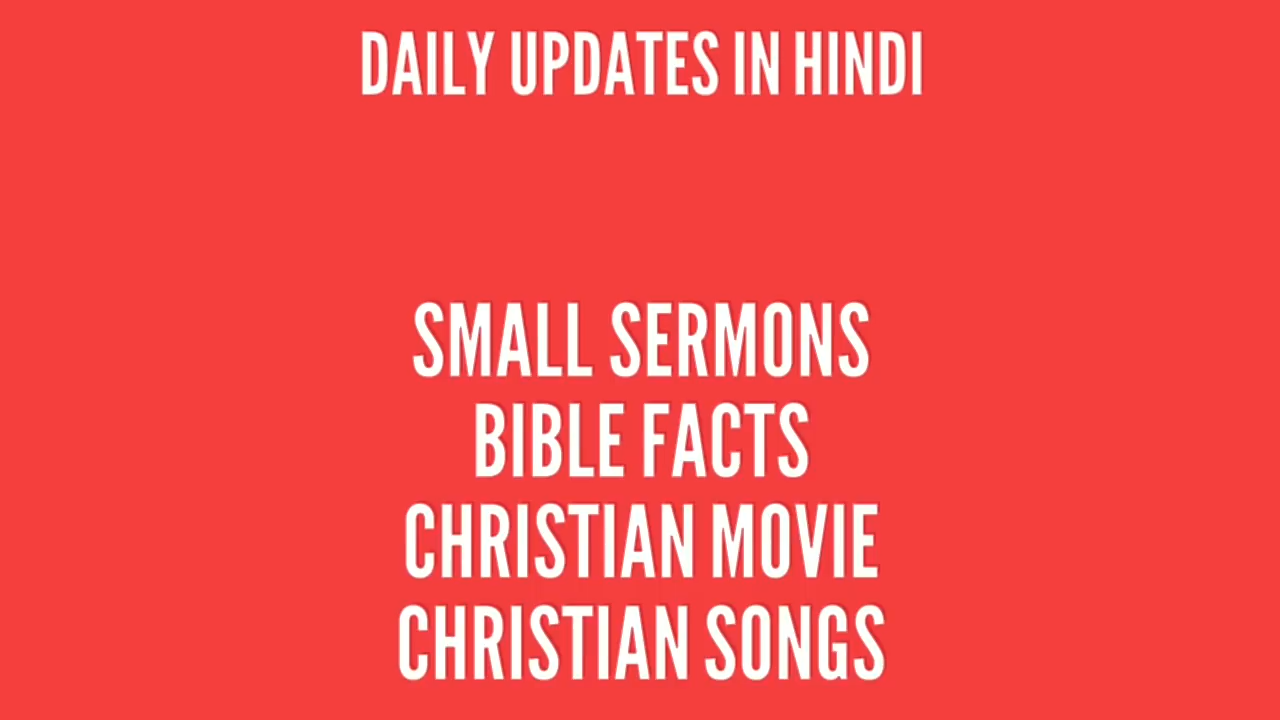 DAILY UPDATES IN HINDI
SMALL SERMONS
BIBLE FACTS
CHRISTIAN MOVIE
CHRISTIAN SONGS